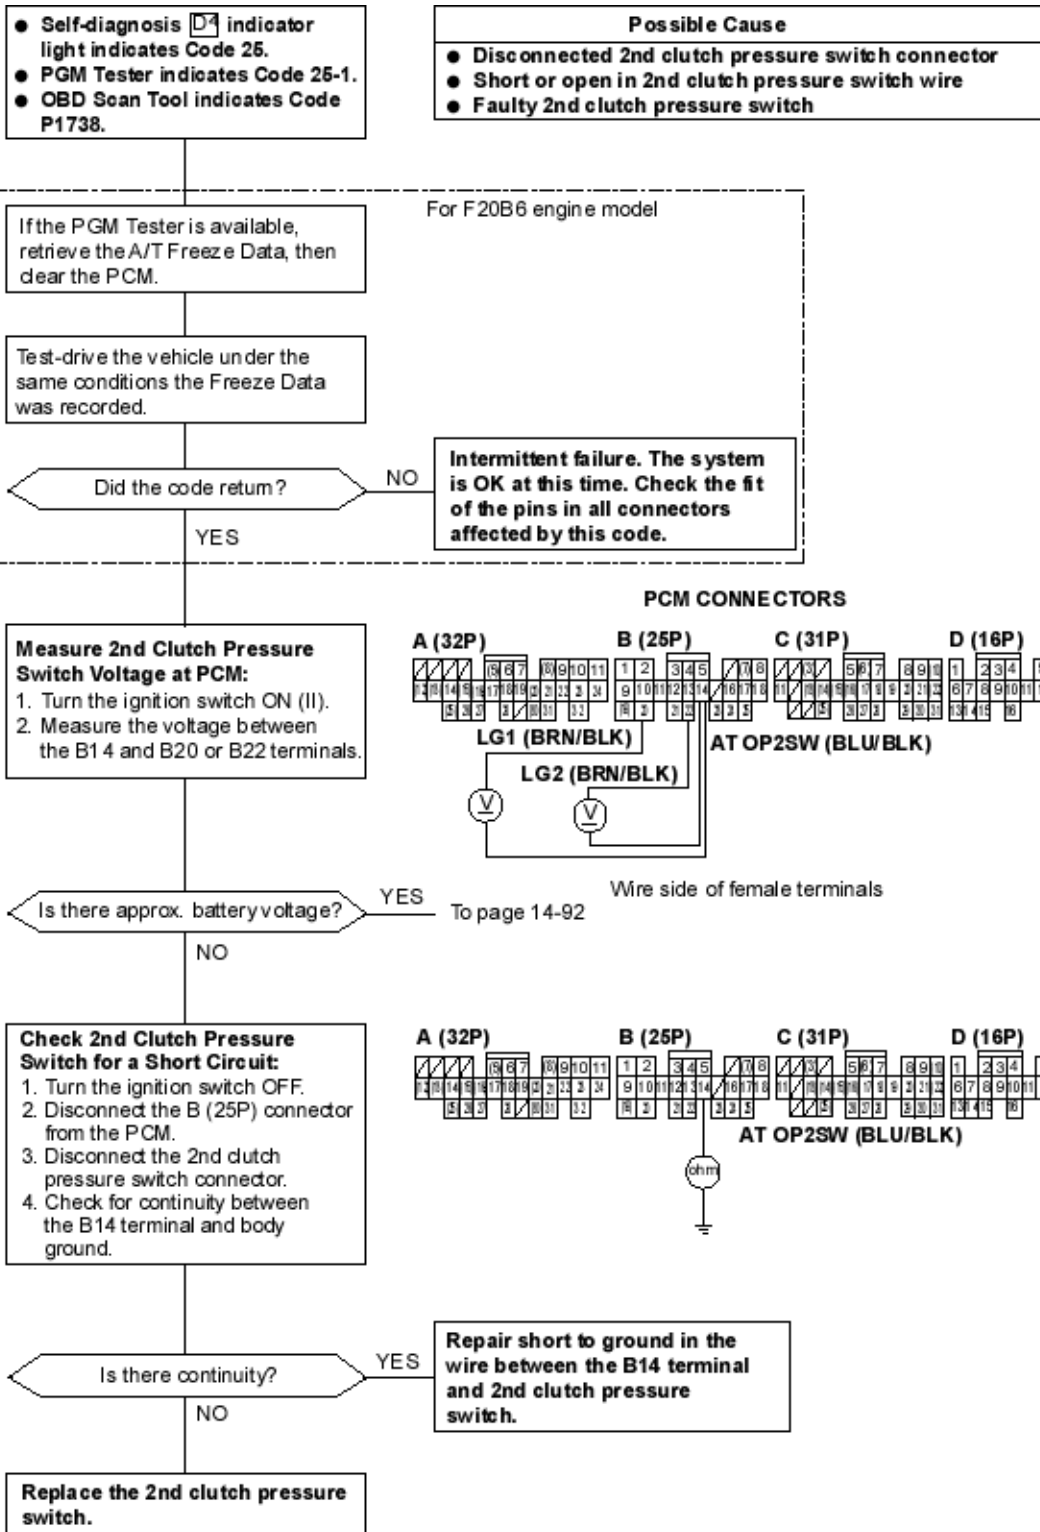 ● Self-diagnosis D4 indicator
light indicates Code 25.
● PGM Tester indicates Code 25-1.
● OBD Scan Tool indicates Code
P1738.
Possible Cause
● Disconnected 2nd clutch pressure switch connector
● Short or open in 2nd clutch pressure switch wire
● Faulty 2nd clutch pressure switch
For F20B6 engine model
If the PGM Tester is available,
retrieve the A/T Freeze Data, then
clear the PCM.
Test-drive the vehicle under the
same conditions the Freeze Data
was recorded.
Did the code return?
NO
Intermittent failure. The system
is OK at this time. Check the fit
of the pins in all connectors
affected by this code.
YES
Measure 2nd Clutch Pressure
Switch Voltage at PCM:
1. Turn the ignition switch ON (II).
2. Measure the voltage between
the B14 and B20 or B22 terminals.
PCM CONNECTORS
A (32P)
B (25P)
C (31P)
D (16P)
LG1 (BRN/BLK)
AT OP2SW (BLU/BLK)
LG2 (BRN/BLK)
V
V
Wire side of female terminals
Is there approx. battery voltage?
YES
To page 14-92
NO
Check 2nd Clutch Pressure
Switch for a Short Circuit:
1. Turn the ignition switch OFF.
2. Disconnect the B (25P) connector
from the PCM.
3. Disconnect the 2nd clutch
pressure switch connector.
4. Check for continuity between
the B14 terminal and body
ground.
A (32P)
B (25P)
C (31P)
D (16P)
AT OP2SW (BLU/BLK)
ohm
Is there continuity?
YES
Repair short to ground in the
wire between the B14 terminal
and 2nd clutch pressure
switch.
NO
Replace the 2nd clutch pressure
switch.